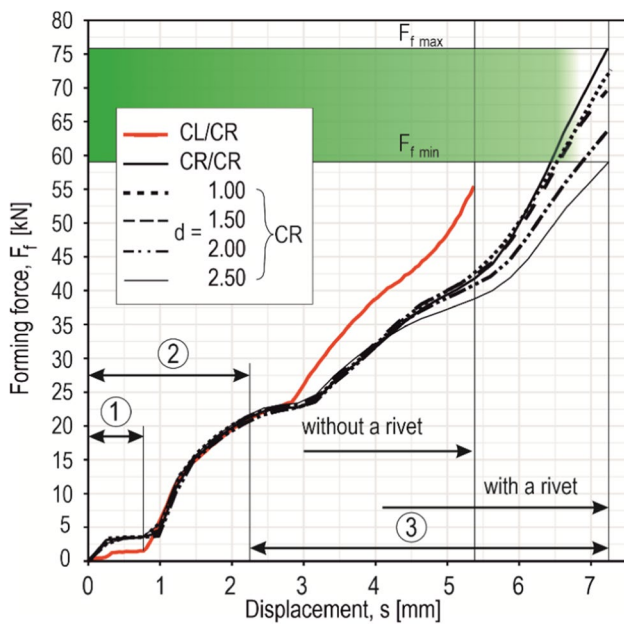 80
75
70
65
60
55
50
45
40
35
30
25
20
15
10
5
0
Forming force, Ff [kN]
Ff max
Ff min
CL/CR
CR/CR
1.00
1.50
d =
2.00
2.50
CR
2
1
without a rivet
with a rivet
3
0 1 2 3 4 5 6 7
Displacement, s [mm]